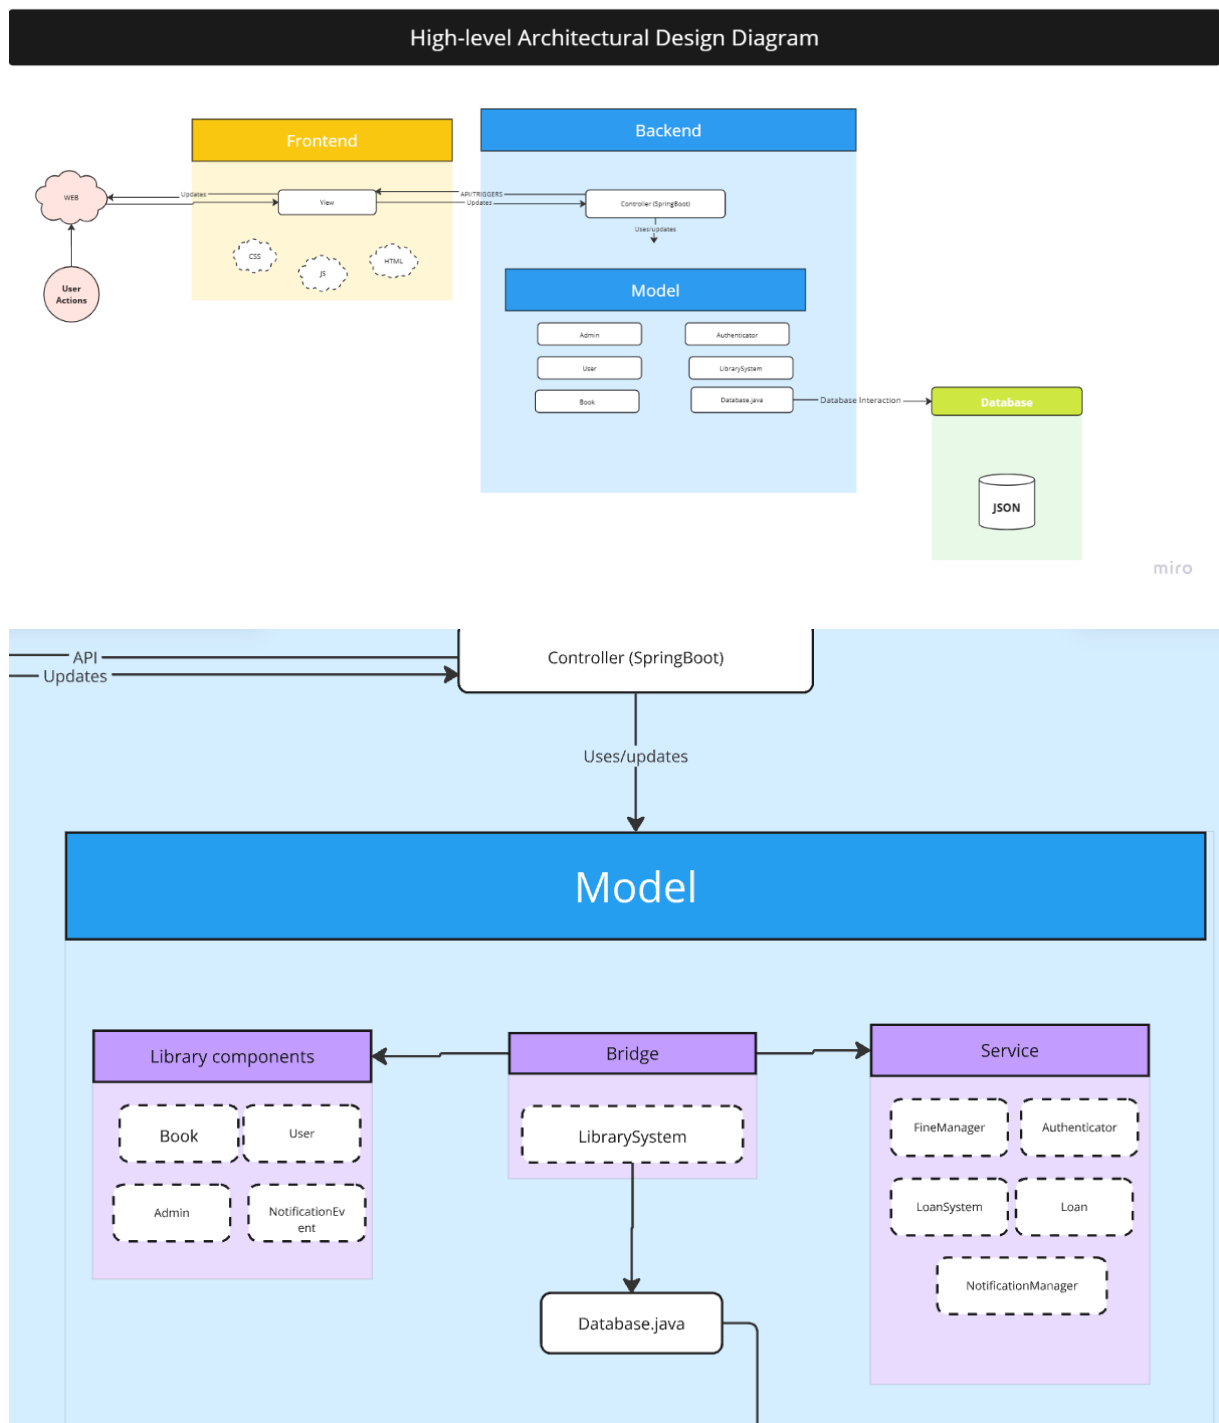 High-level Architectural Design Diagram
Frontend
Backend
WEB
Updates
View
API/TRIGGERS
Updates
Controller (SpringBoot)
Uses/updates
CSS
JS
HTML
User
Actions
Model
Admin
Authenticator
User
LibrarySystem
Book
Database.java
Database Interaction
Database
JSON
miro
API
Updates
Controller (SpringBoot)
Uses/updates
Model
Library components
Bridge
Service
Book
User
LibrarySystem
FineManager
Authenticator
Admin
NotificationEv
ent
LoanSystem
Loan
NotificationManager
Database.java